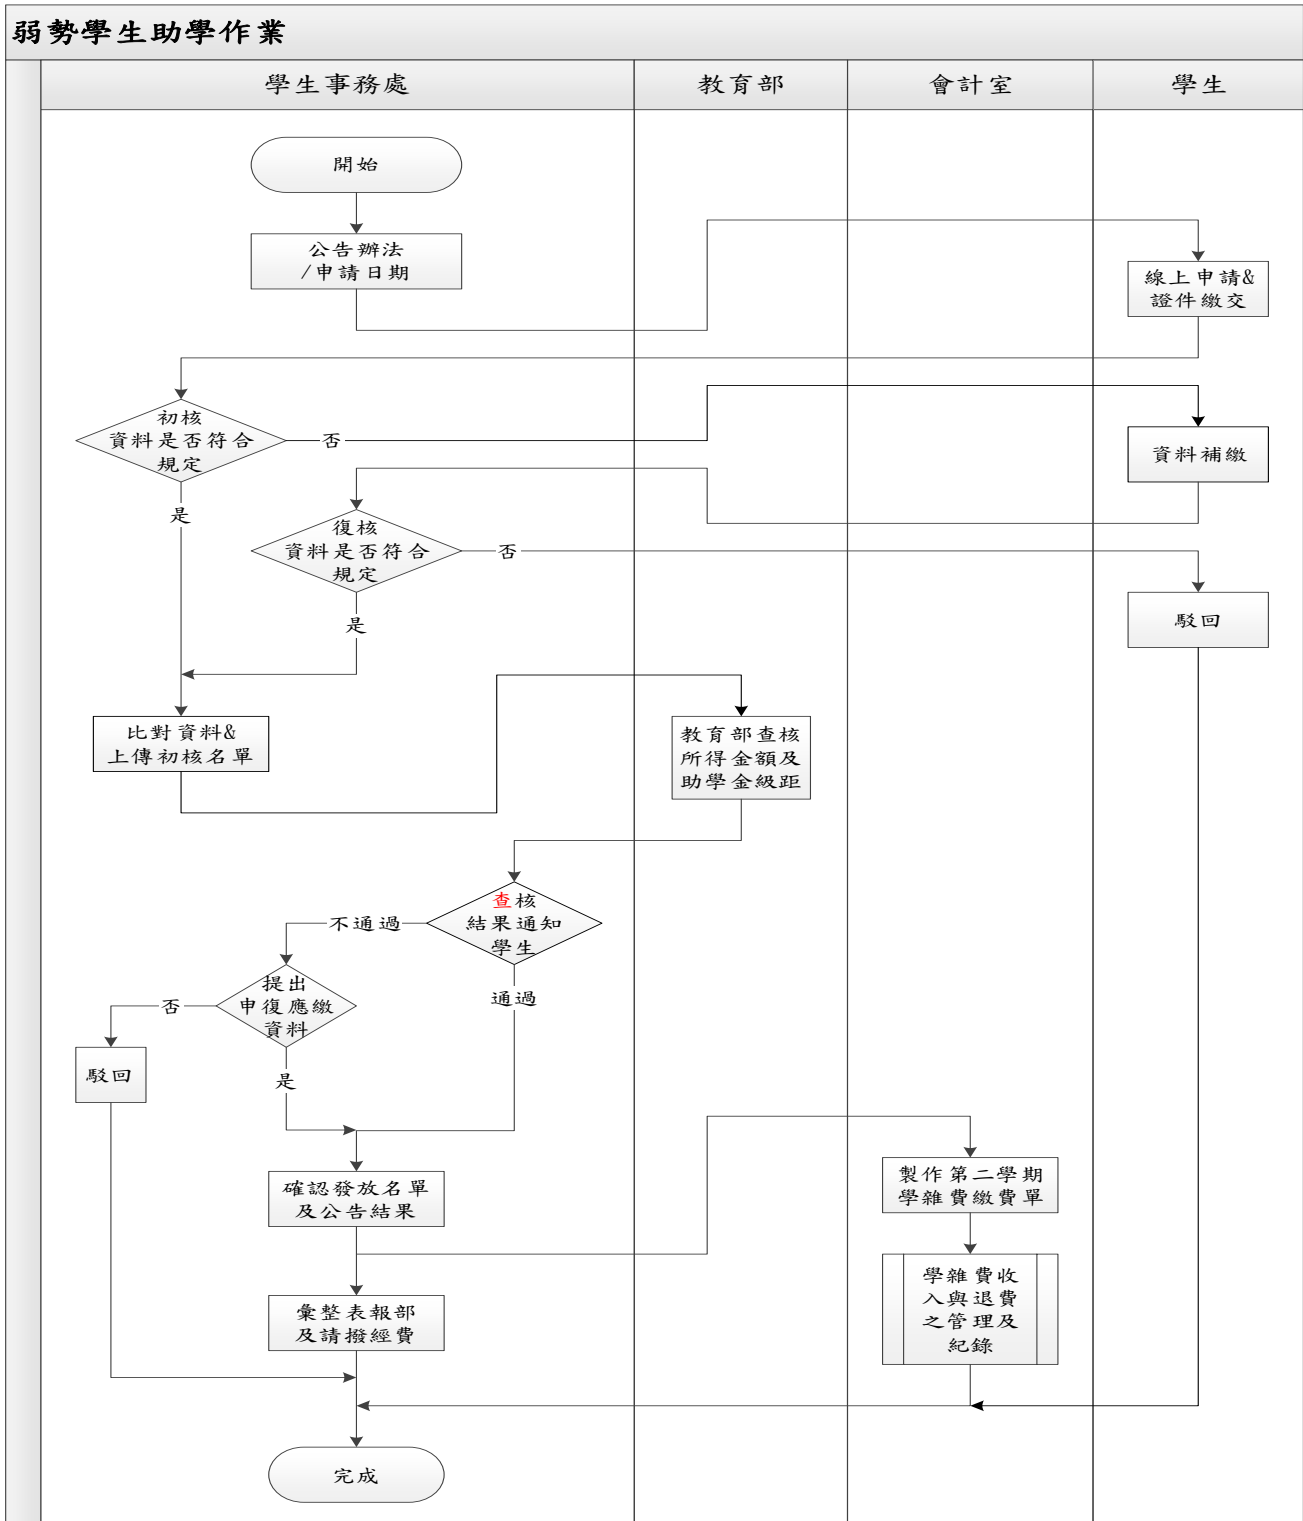 弱勢學生助學作業
學生事務處
教育部
會計室
學生
開始
公告辦法
/申請日期
線上申請&
證件繳交
初核
資料是否符合
規定
否
資料補繳
是
復核
資料是否符合
規定
否
駁回
是
比對資料&
上傳初核名單
教育部查核
所得金額及
助學金級距
查核
結果通知
學生
不通過
通過
提出
申復應繳
資料
否
駁回
是
確認發放名單
及公告結果
製作第二學期
學雜費繳費單
彙整表報部
及請撥經費
學雜費收
入與退費
之管理及
紀錄
完成